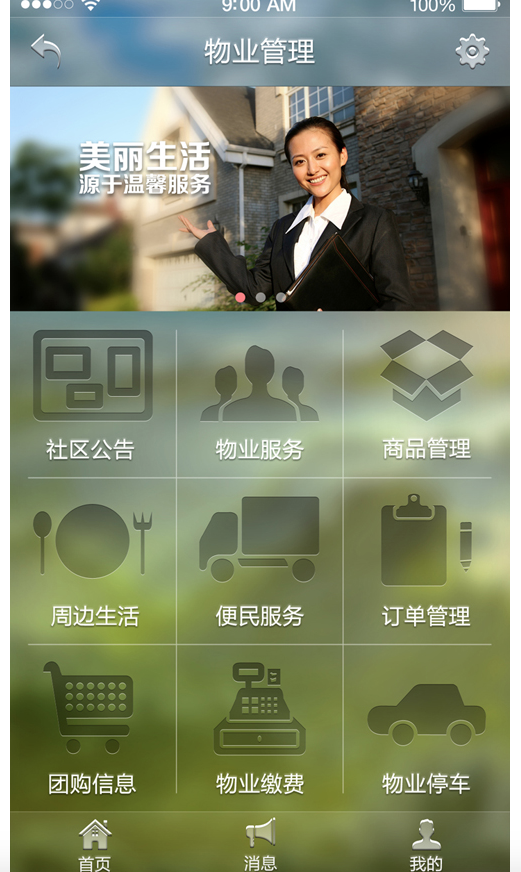 9:00 AM 100%
物业管理
美丽生活
源于温馨服务
社区公告 物业服务 商品管理
周边生活 便民服务 订单管理
团购信息 物业缴费 物业停车
首页 消息 我的